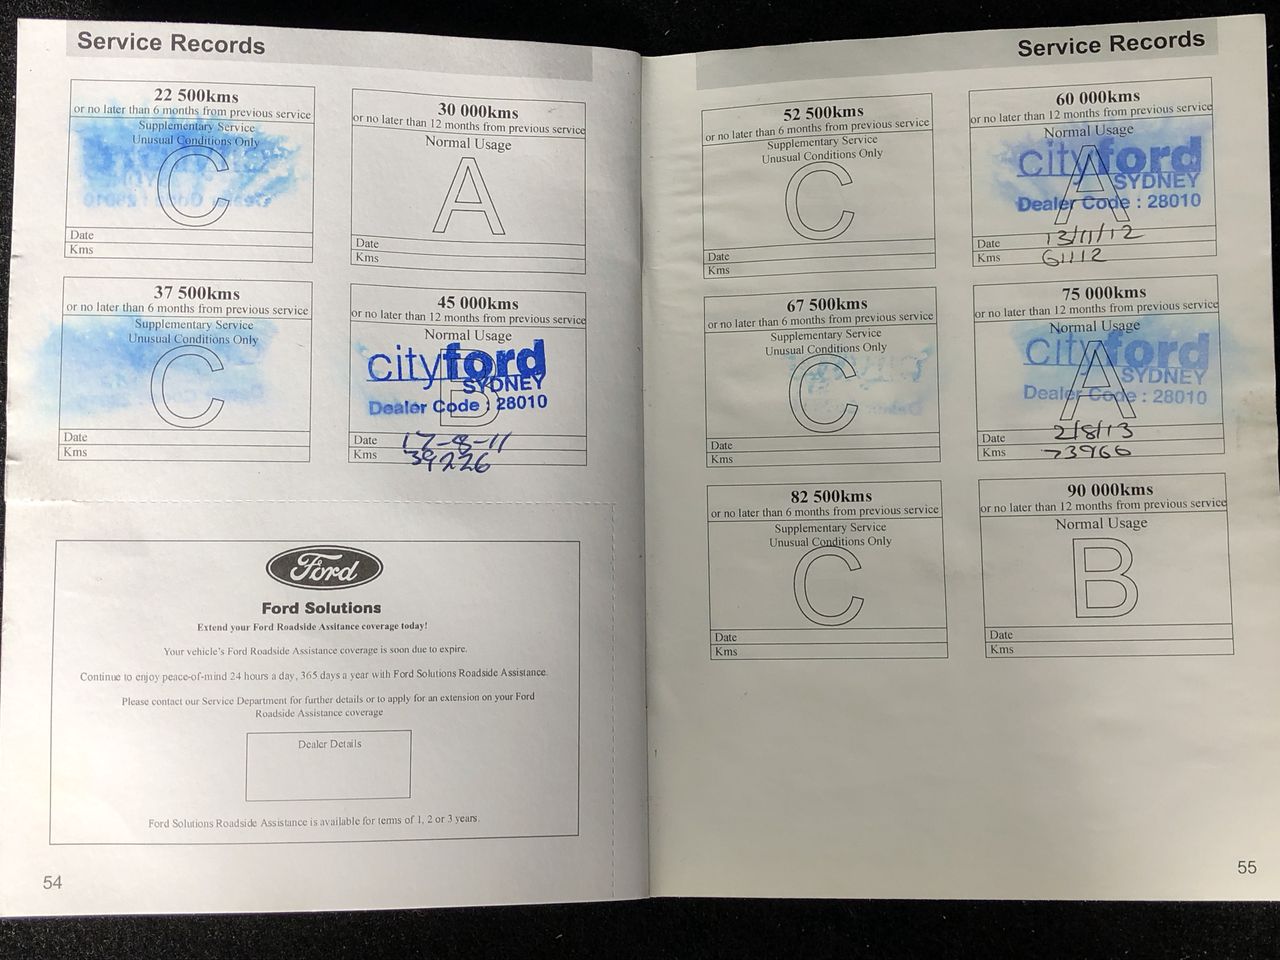 Service Records
22 500kms
or no later than 6 months from previous service
Supplementary Service
Unusual Conditions Only
C
Date
Kms
30 000kms
or no later than 12 months from previous service
Normal Usage
A
Date
Kms
37 500kms
or no later than 6 months from previous service
Supplementary Service
Unusual Conditions Only
C
Date
Kms
45 000kms
or no later than 12 months from previous service
Normal Usage
B
cityford
SYDNEY
Dealer Code : 28010
Date 17-8-11
Kms 39226
Ford
Ford Solutions
Extend your Ford Roadside Assitance coverage today!
Your vehicle's Ford Roadside Assistance coverage is soon due to expire.
Continue to enjoy peace-of-mind 24 hours a day, 365 days a year with Ford Solutions Roadside Assistance.
Please contact our Service Department for further details or to apply for an extension on your Ford
Roadside Assistance coverage
Dealer Details
Ford Solutions Roadside Assistance is available for terms of 1, 2 or 3 years.
54
Service Records
52 500kms
or no later than 6 months from previous service
Supplementary Service
Unusual Conditions Only
C
Date
Kms
60 000kms
or no later than 12 months from previous service
Normal Usage
A
cityford
SYDNEY
Dealer Code : 28010
Date 13/11/12
Kms 61112
67 500kms
or no later than 6 months from previous service
Supplementary Service
Unusual Conditions Only
C
Date
Kms
75 000kms
or no later than 12 months from previous service
Normal Usage
A
cityford
SYDNEY
Dealer Code : 28010
Date 2/8/13
Kms 73966
82 500kms
or no later than 6 months from previous service
Supplementary Service
Unusual Conditions Only
C
Date
Kms
90 000kms
or no later than 12 months from previous service
Normal Usage
B
Date
Kms
55